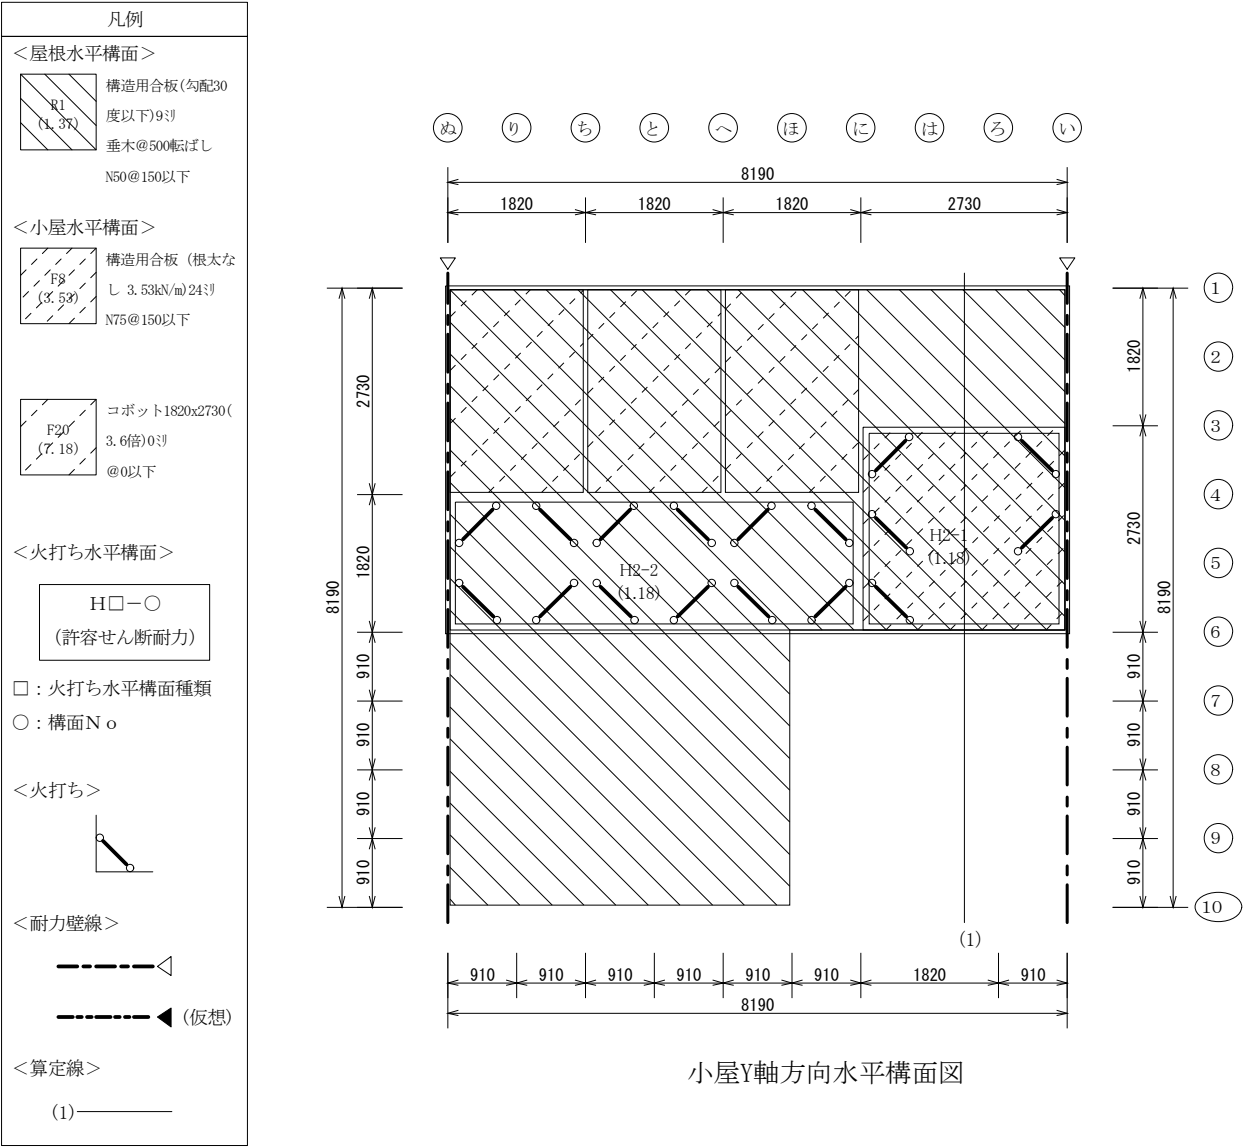 凡例
＜屋根水平構面＞
R1
(1.37)
構造用合板(勾配30
度以下)9ﾐﾘ
垂木@500転ばし
N50@150以下
＜小屋水平構面＞
F8
(3.53)
構造用合板 (根太な
し 3.53kN/m)24ﾐﾘ
N75@150以下
F20
(7.18)
コボット1820x2730(
3.6倍)0ﾐﾘ
@0以下
＜火打ち水平構面＞
H□－○
(許容せん断耐力)
□：火打ち水平構面種類
○：構面Ｎｏ
＜火打ち＞
＜耐力壁線＞
(仮想)
＜算定線＞
(1)
ぬ り ち と へ ほ に は ろ い
8190
1820 1820 1820 2730
1
2
3
4
5
6
7
8
9
10
8190
2730
1820
910
910
910
910
1820
2730
910
910
910
910
8190
H2-1
(1.18)
H2-2
(1.18)
(1)
910 910 910 910 910 910 1820 910
8190
小屋Y軸方向水平構面図